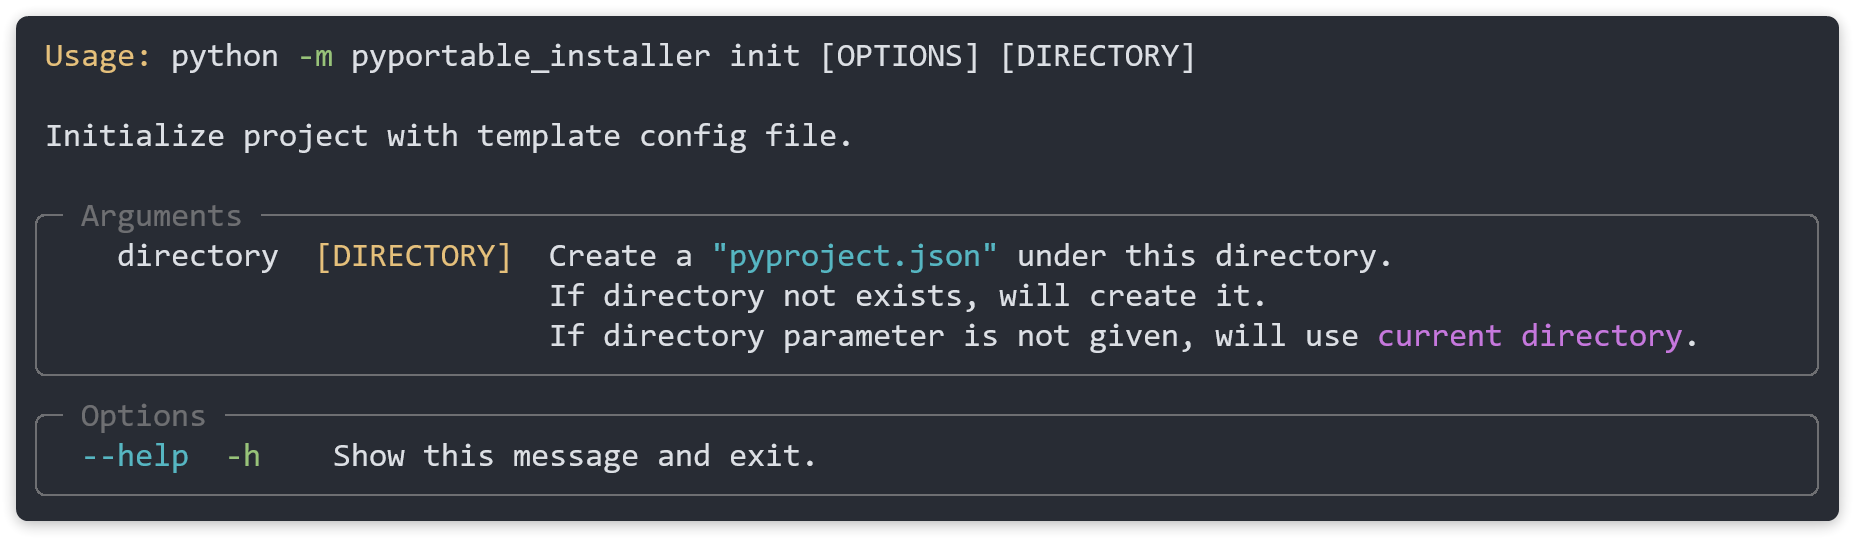 Usage: python -m pyportable_installer init [OPTIONS] [DIRECTORY]
Initialize project with template config file.
Arguments
directory [DIRECTORY] Create a "pyproject.json" under this directory.
If directory not exists, will create it.
If directory parameter is not given, will use current directory.
Options
--help -h Show this message and exit.